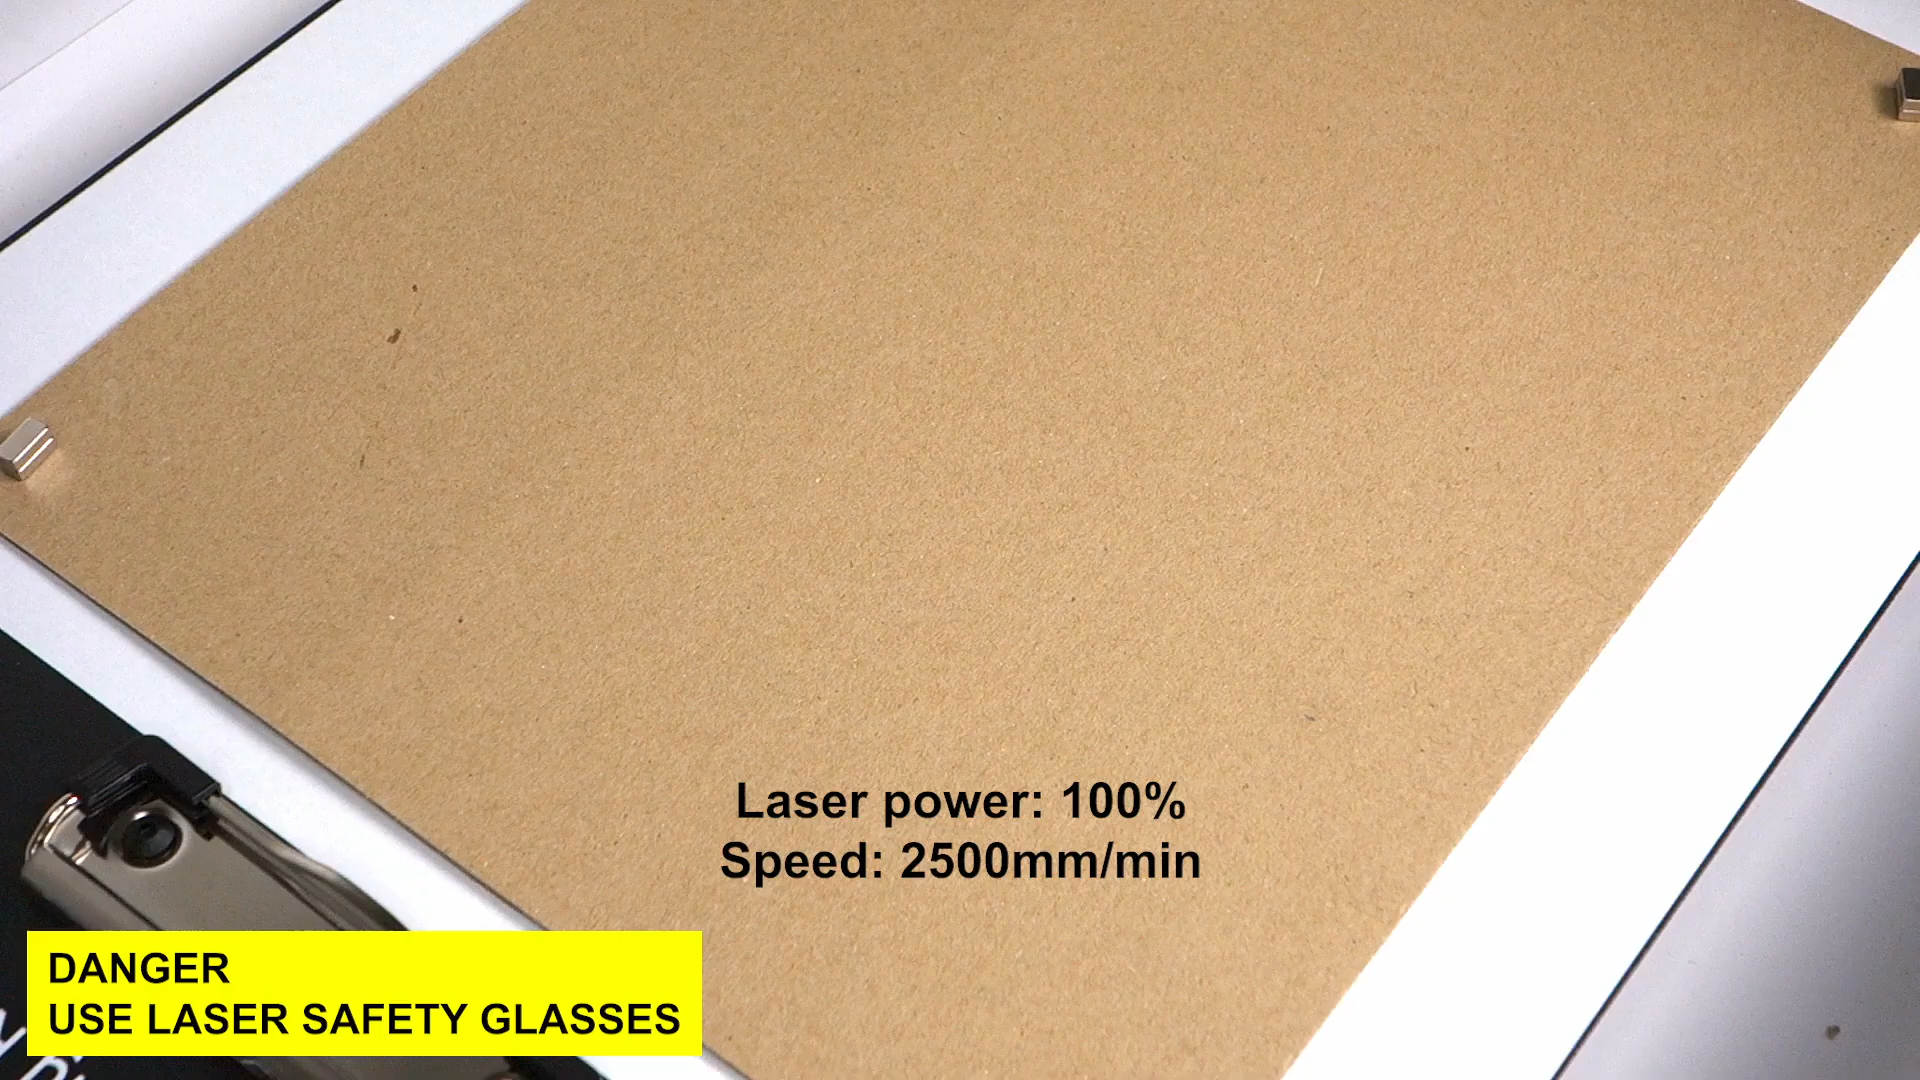 Laser power: 100%
Speed: 2500mm/min
DANGER
USE LASER SAFETY GLASSES